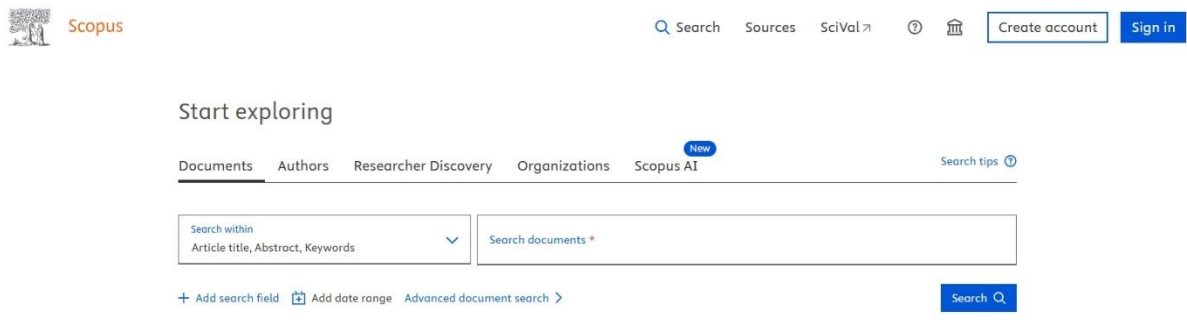 Scopus
Search Sources SciVal Create account Sign in
Start exploring
New
Documents Authors Researcher Discovery Organizations Scopus AI Search tips
Search within
Article title, Abstract, Keywords
Search documents *
Add search field Add date range Advanced document search Search